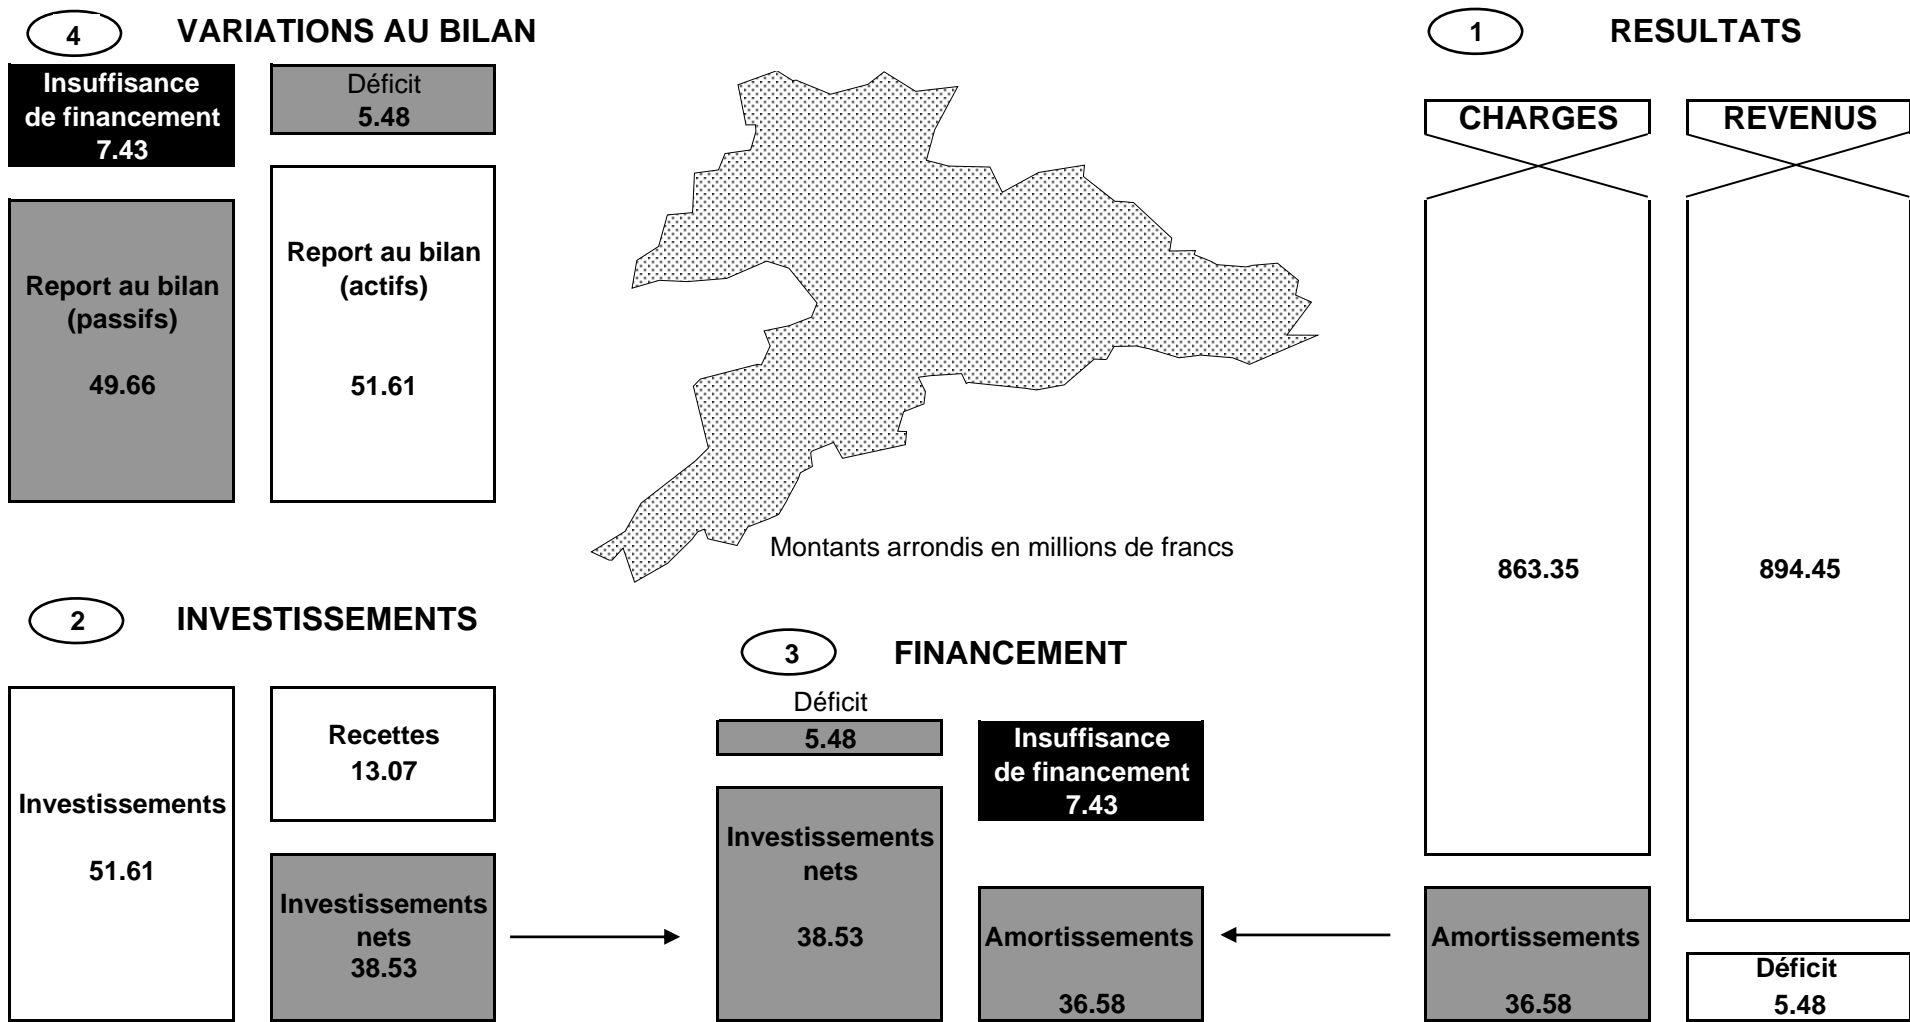 4 VARIATIONS AU BILAN
Insuffisance
de financement
7.43
Déficit
5.48
Report au bilan
(passifs)
49.66
Report au bilan
(actifs)
51.61
1 RESULTATS
CHARGES
REVENUS
863.35
894.45
Amortissements
36.58
Déficit
5.48
Montants arrondis en millions de francs
2 INVESTISSEMENTS
Investissements
51.61
Recettes
13.07
Investissements
nets
38.53
3 FINANCEMENT
Déficit
5.48
Investissements
nets
38.53
Insuffisance
de financement
7.43
Amortissements
36.58